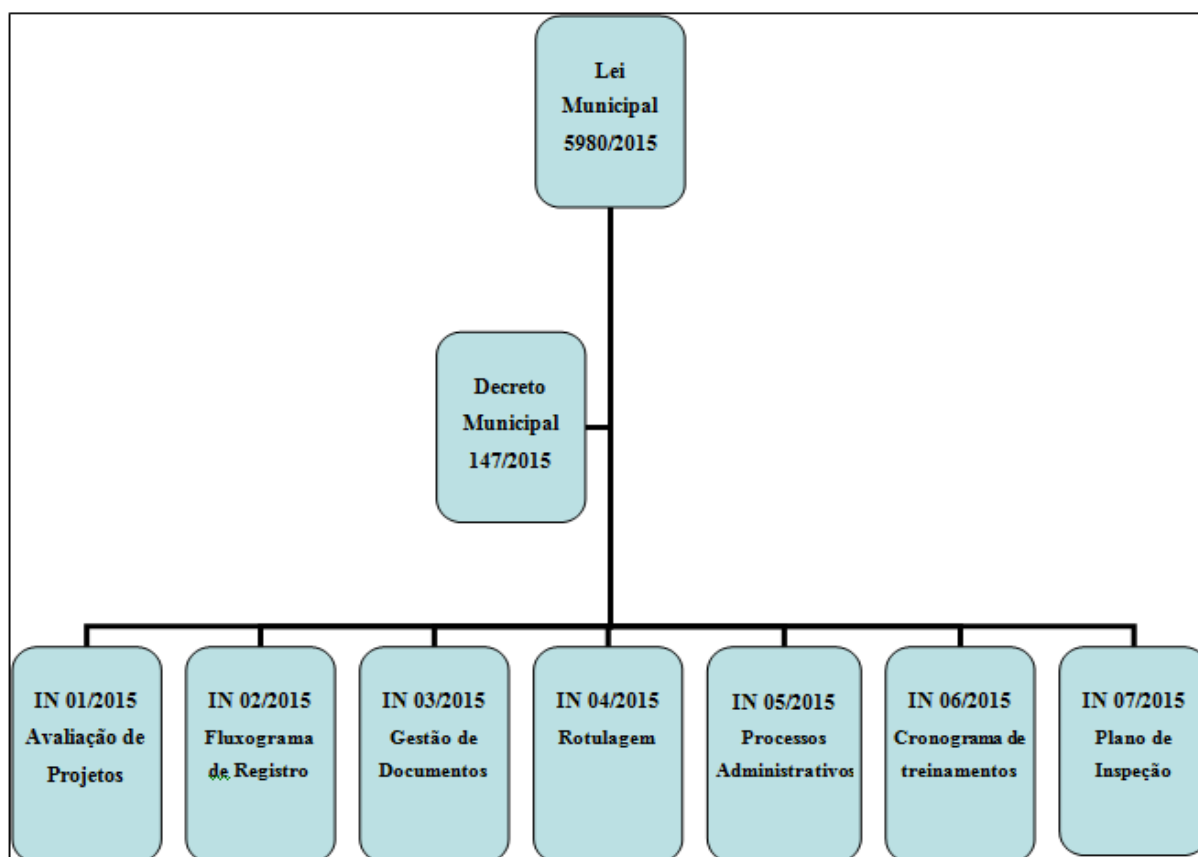 Lei
Municipal
5980/2015
Decreto
Municipal
147/2015
IN 01/2015
Avaliação de
Projetos
IN 02/2015
Fluxograma
de Registro
IN 03/2015
Gestão de
Documentos
IN 04/2015
Rotulagem
IN 05/2015
Processos
Administrativos
IN 06/2015
Cronograma de
treinamentos
IN 07/2015
Plano de
Inspeção